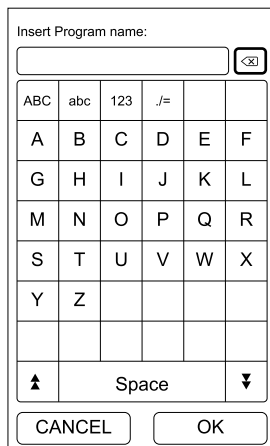 Insert Program name:
ABC abc 123 ./=
A B C D E F
G H I J K L
M N O P Q R
S T U V W X
Y Z
Space
CANCEL OK